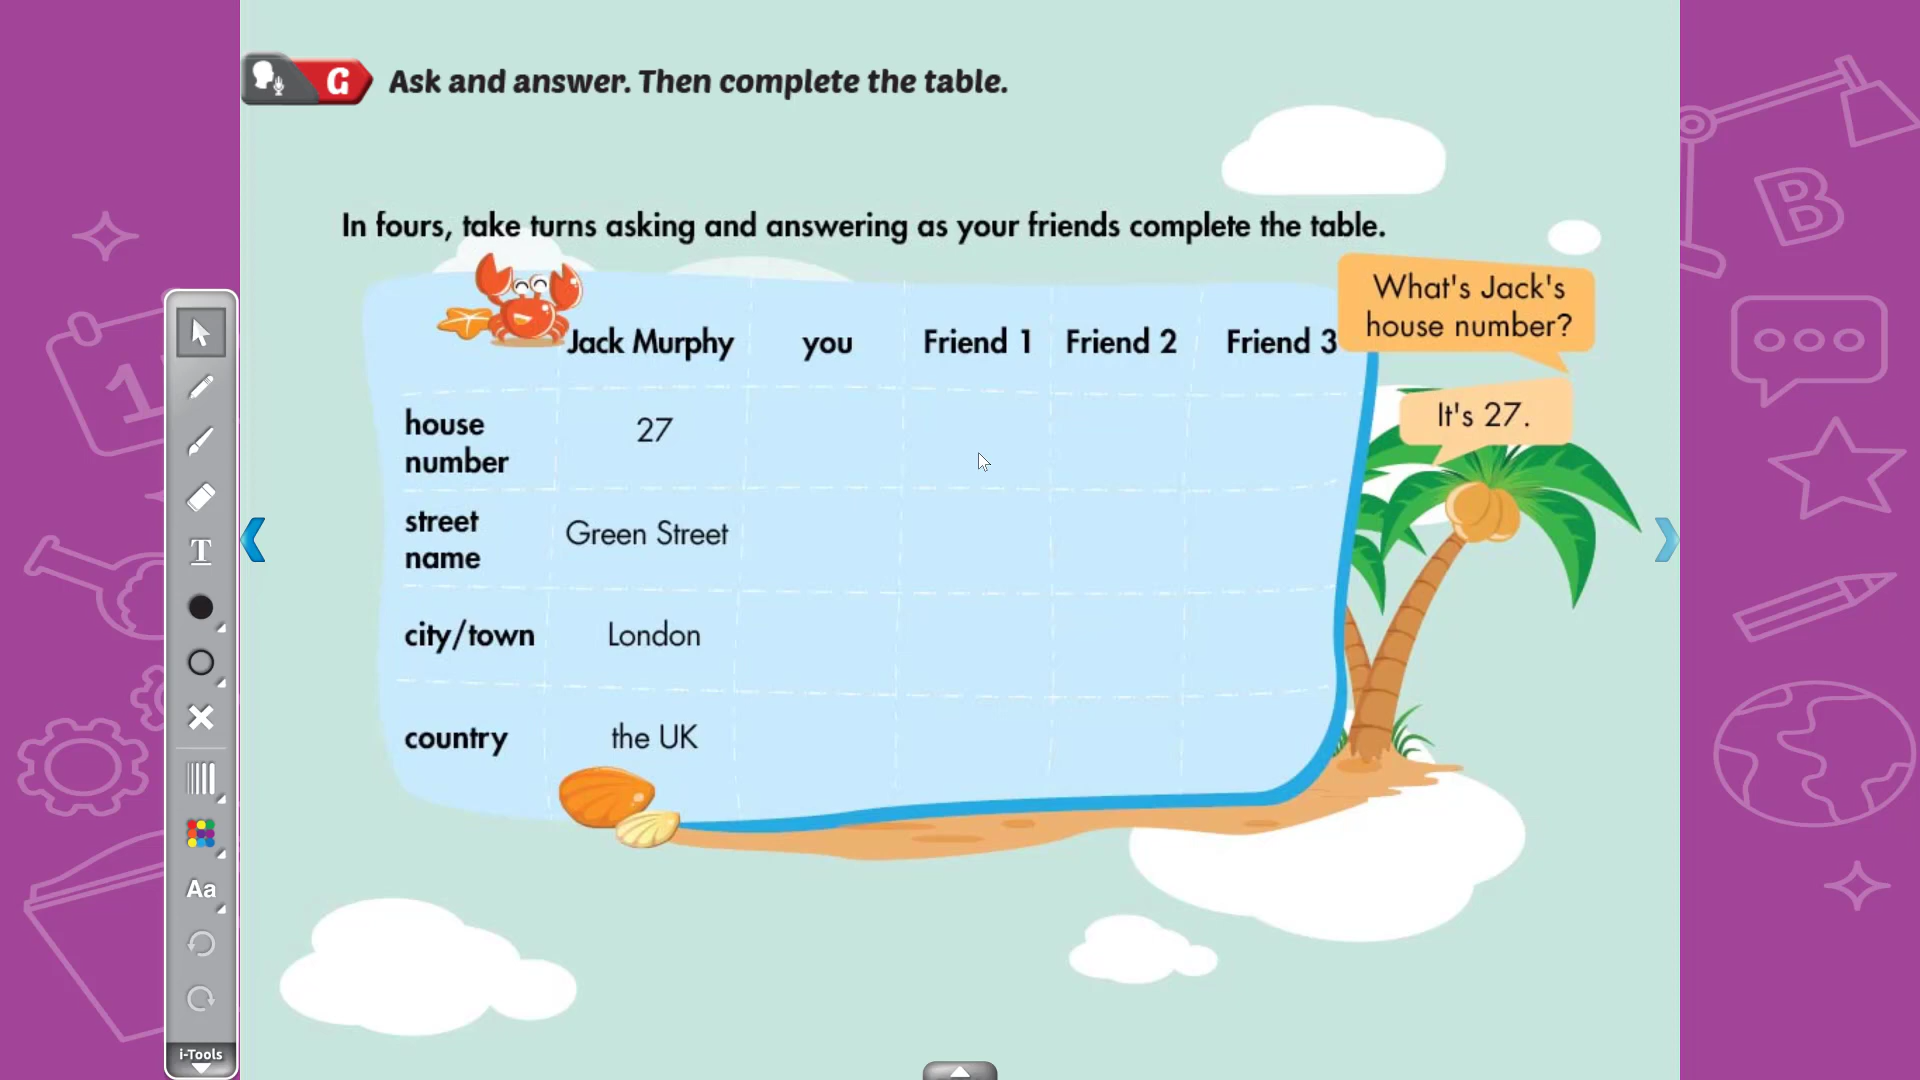 G Ask and answer. Then complete the table.
In fours, take turns asking and answering as your friends complete the table.
What's Jack's
house number?
It's 27.
Jack Murphy you Friend 1 Friend 2 Friend 3
house
number
27
street
name
Green Street
city/town London
country the UK
T
Aa
i-Tools
1
B